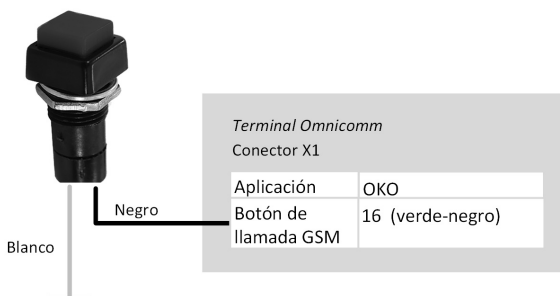 Terminal Omnicomm
Conector X1
Aplicación OKO
Botón de llamada GSM 16 (verde-negro)
Negro
Blanco